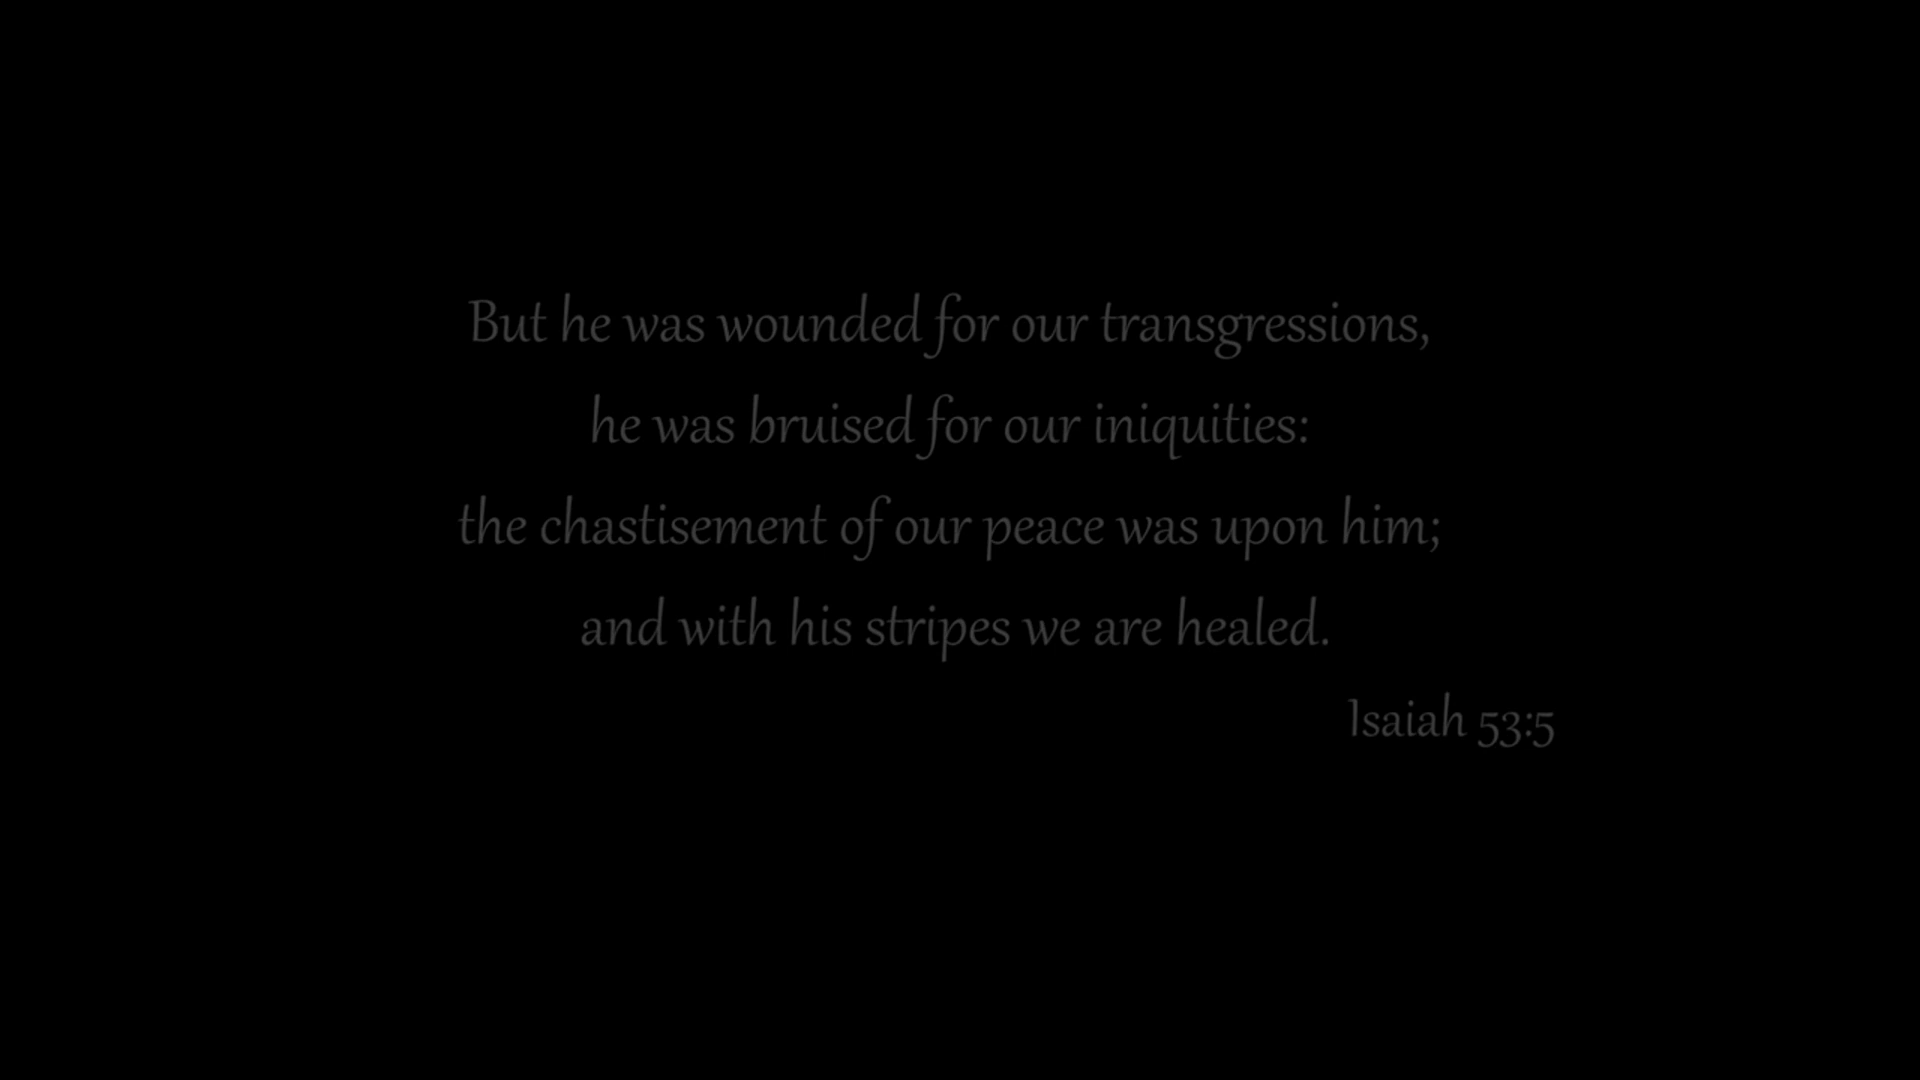 But he was wounded for our transgressions,
he was bruised for our iniquities:
the chastisement of our peace was upon him;
and with his stripes we are healed.
Isaiah 53:5